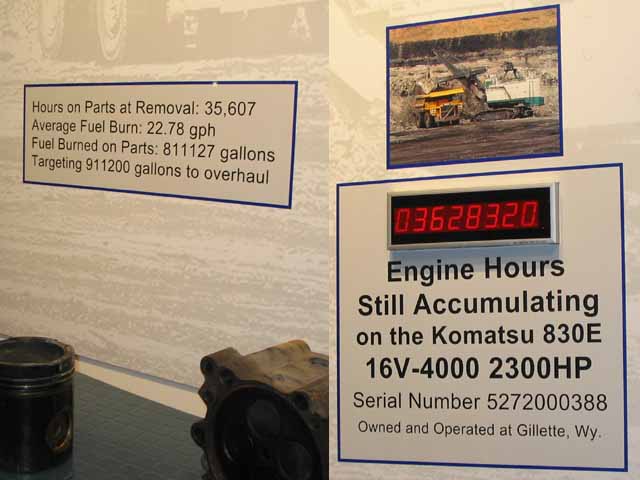 Hours on Parts at Removal: 35,607
Average Fuel Burn: 22.78 gph
Fuel Burned on Parts: 811127 gallons
Targeting 911200 gallons to overhaul
03628320
Engine Hours
Still Accumulating
on the Komatsu 830E
16V-4000 2300HP
Serial Number 5272000388
Owned and Operated at Gillette, Wy.